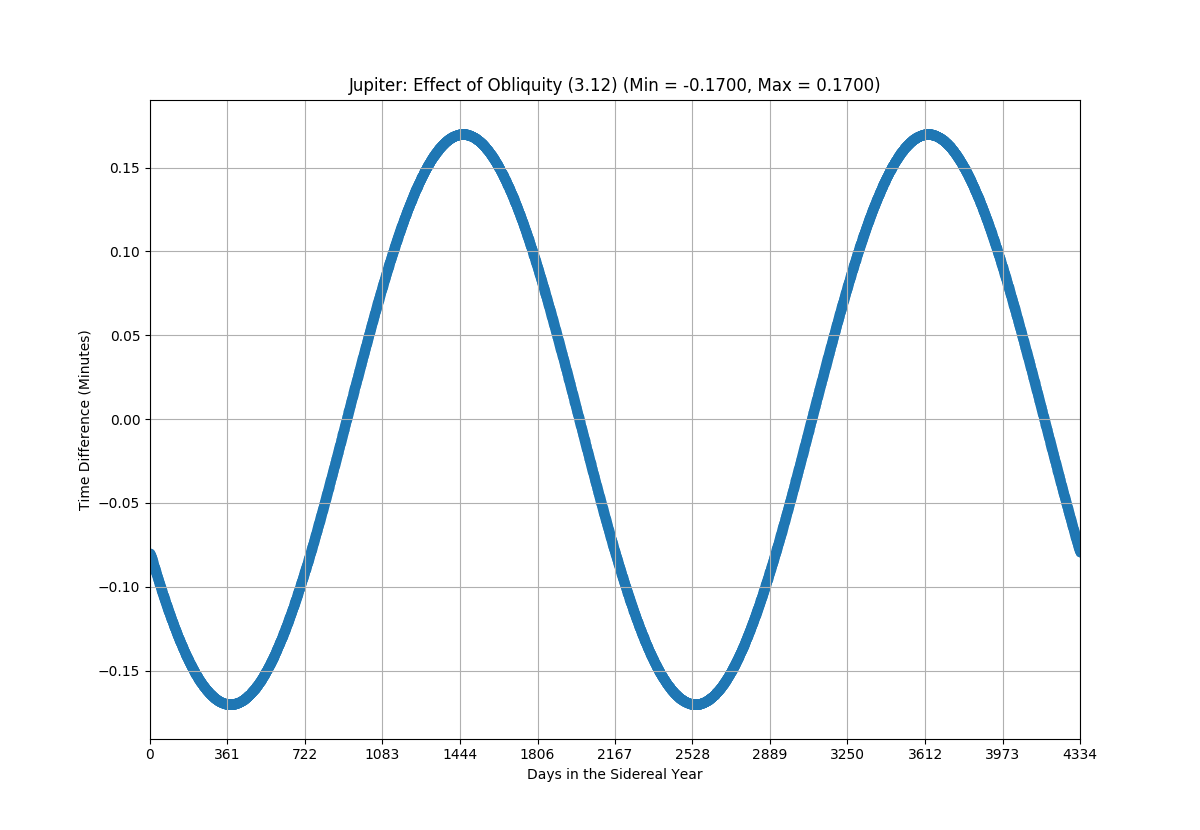 Jupiter: Effect of Obliquity (3.12) (Min = -0.1700, Max = 0.1700)
Time Difference (Minutes)
0.15
0.10
0.05
0.00
−0.05
−0.10
−0.15
0 361 722 1083 1444 1806 2167 2528 2889 3250 3612 3973 4334
Days in the Sidereal Year